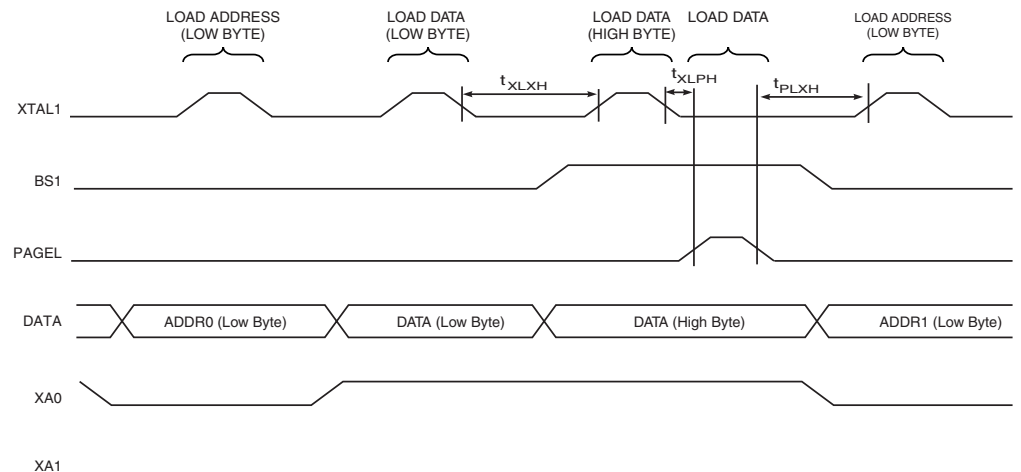 LOAD ADDRESS
(LOW BYTE)
LOAD DATA
(LOW BYTE)
LOAD DATA
(HIGH BYTE)
LOAD DATA
LOAD ADDRESS
(LOW BYTE)
tXLXH
tXLPH
tPLXH
XTAL1
BS1
PAGEL
DATA
ADDR0 (Low Byte)
DATA (Low Byte)
DATA (High Byte)
ADDR1 (Low Byte)
XA0
XA1